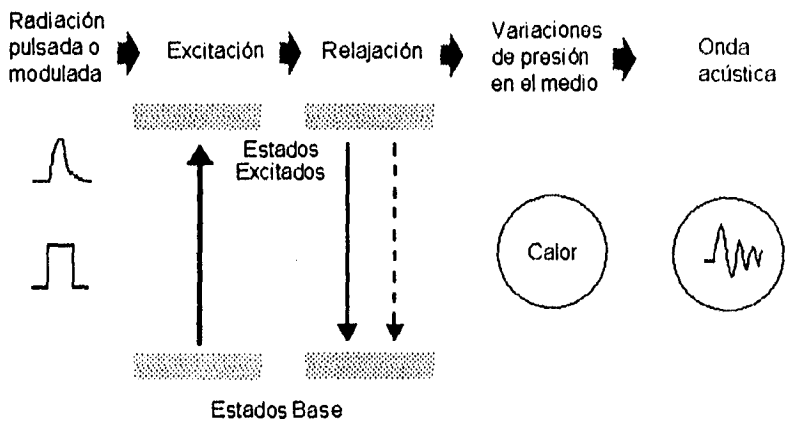 Radiación
pulsada o
modulada
Excitación
Relajación
Variaciones
de presión
en el medio
Onda
acústica
Estados
Excitados
Calor
Estados Base